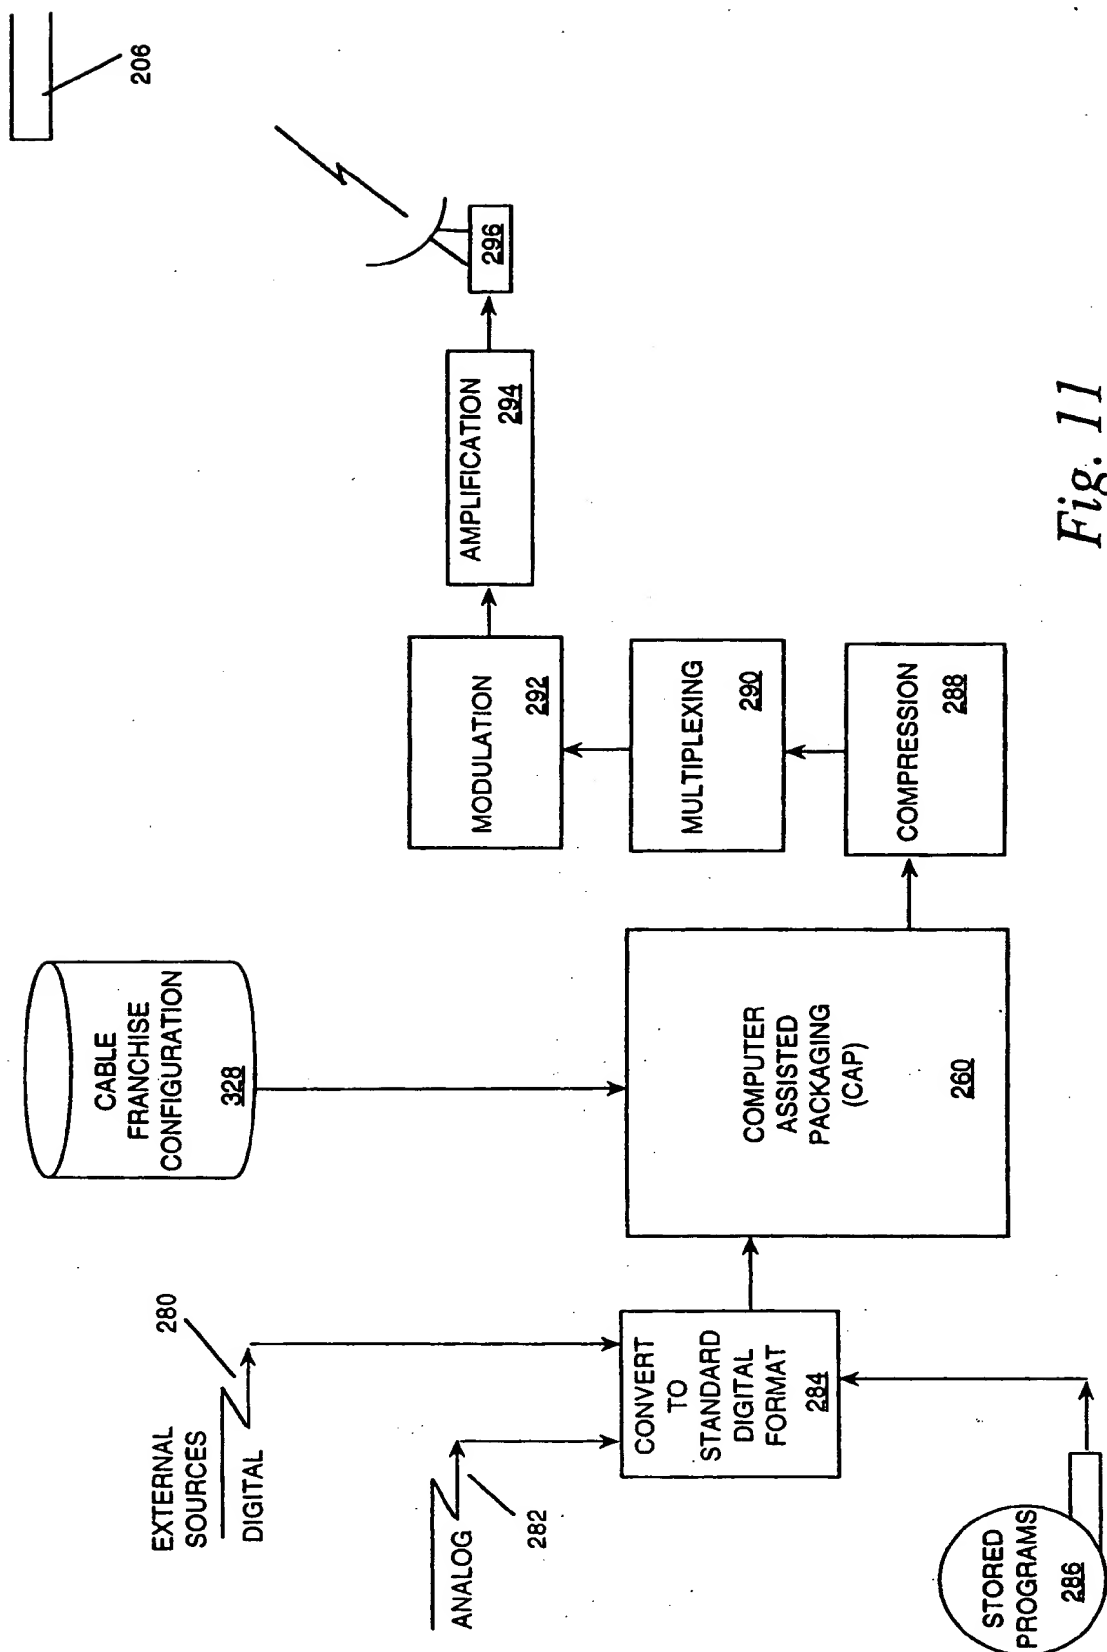 206
296
AMPLIFICATION
294
MODULATION
292
MULTIPLEXING
290
COMPRESSION
288
CABLE
FRANCHISE
CONFIGURATION
328
COMPUTER
ASSISTED
PACKAGING
(CAP)
260
280
EXTERNAL
SOURCES
DIGITAL
ANALOG
282
CONVERT
TO
STANDARD
DIGITAL
FORMAT
284
STORED
PROGRAMS
286
Fig. 11